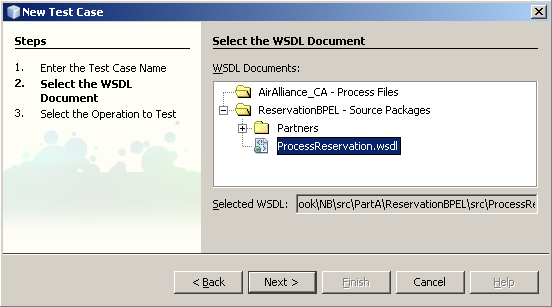 New Test Case
Steps
1. Enter the Test Case Name
2. Select the WSDL
Document
3. Select the Operation to Test
Select the WSDL Document
WSDL Documents:
AirAlliance_CA - Process Files
ReservationBPEL - Source Packages
Partners
ProcessReservation.wsdl
Selected WSDL: ook\NB\src\PartA\ReservationBPEL\src\ProcessRe
< Back Next > Finish Cancel Help